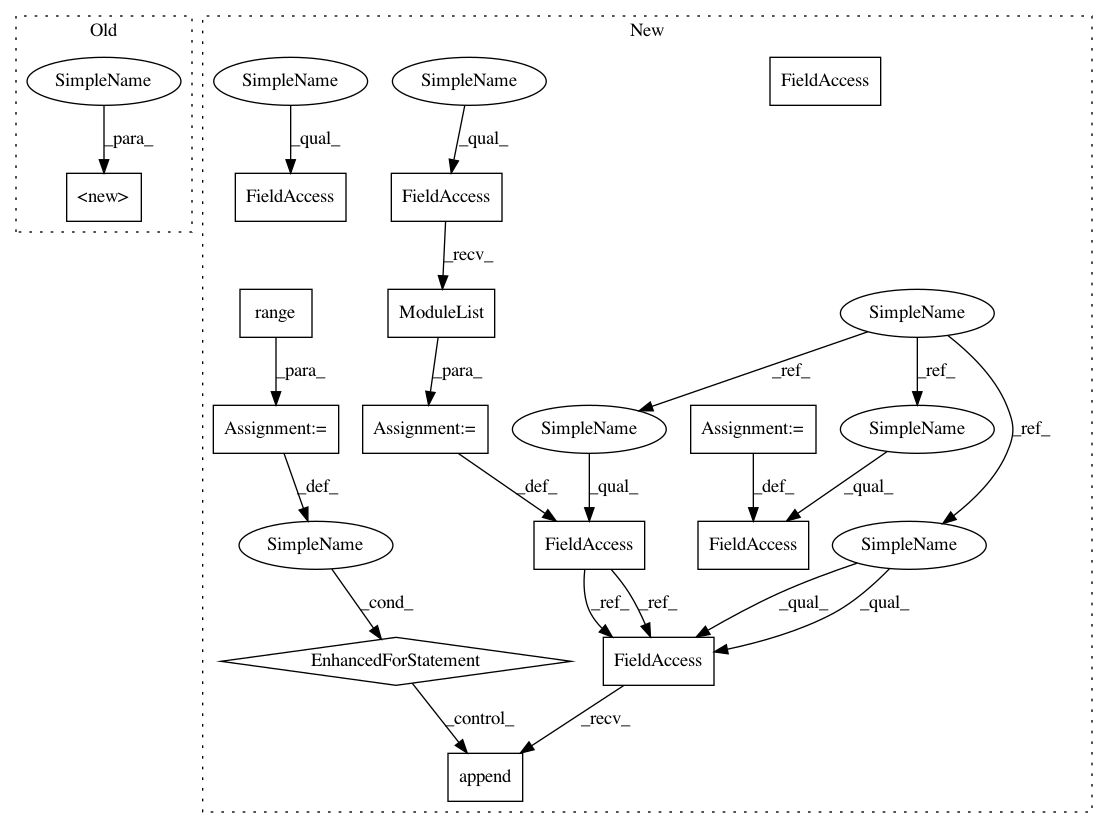 Old
New
SimpleName
SimpleName
SimpleName
FieldAccess
_para_
_qual_
_qual_
<new>
FieldAccess
FieldAccess
_recv_
range
ModuleList
SimpleName
_para_
_para_
_ref_
_ref_
Assignment:=
Assignment:=
SimpleName
Assignment:=
SimpleName
_ref_
_def_
_def_
_qual_
_def_
_qual_
SimpleName
FieldAccess
FieldAccess
SimpleName
_cond_
_ref_
_ref_
_qual_
_qual_
EnhancedForStatement
FieldAccess
_control_
_recv_
append